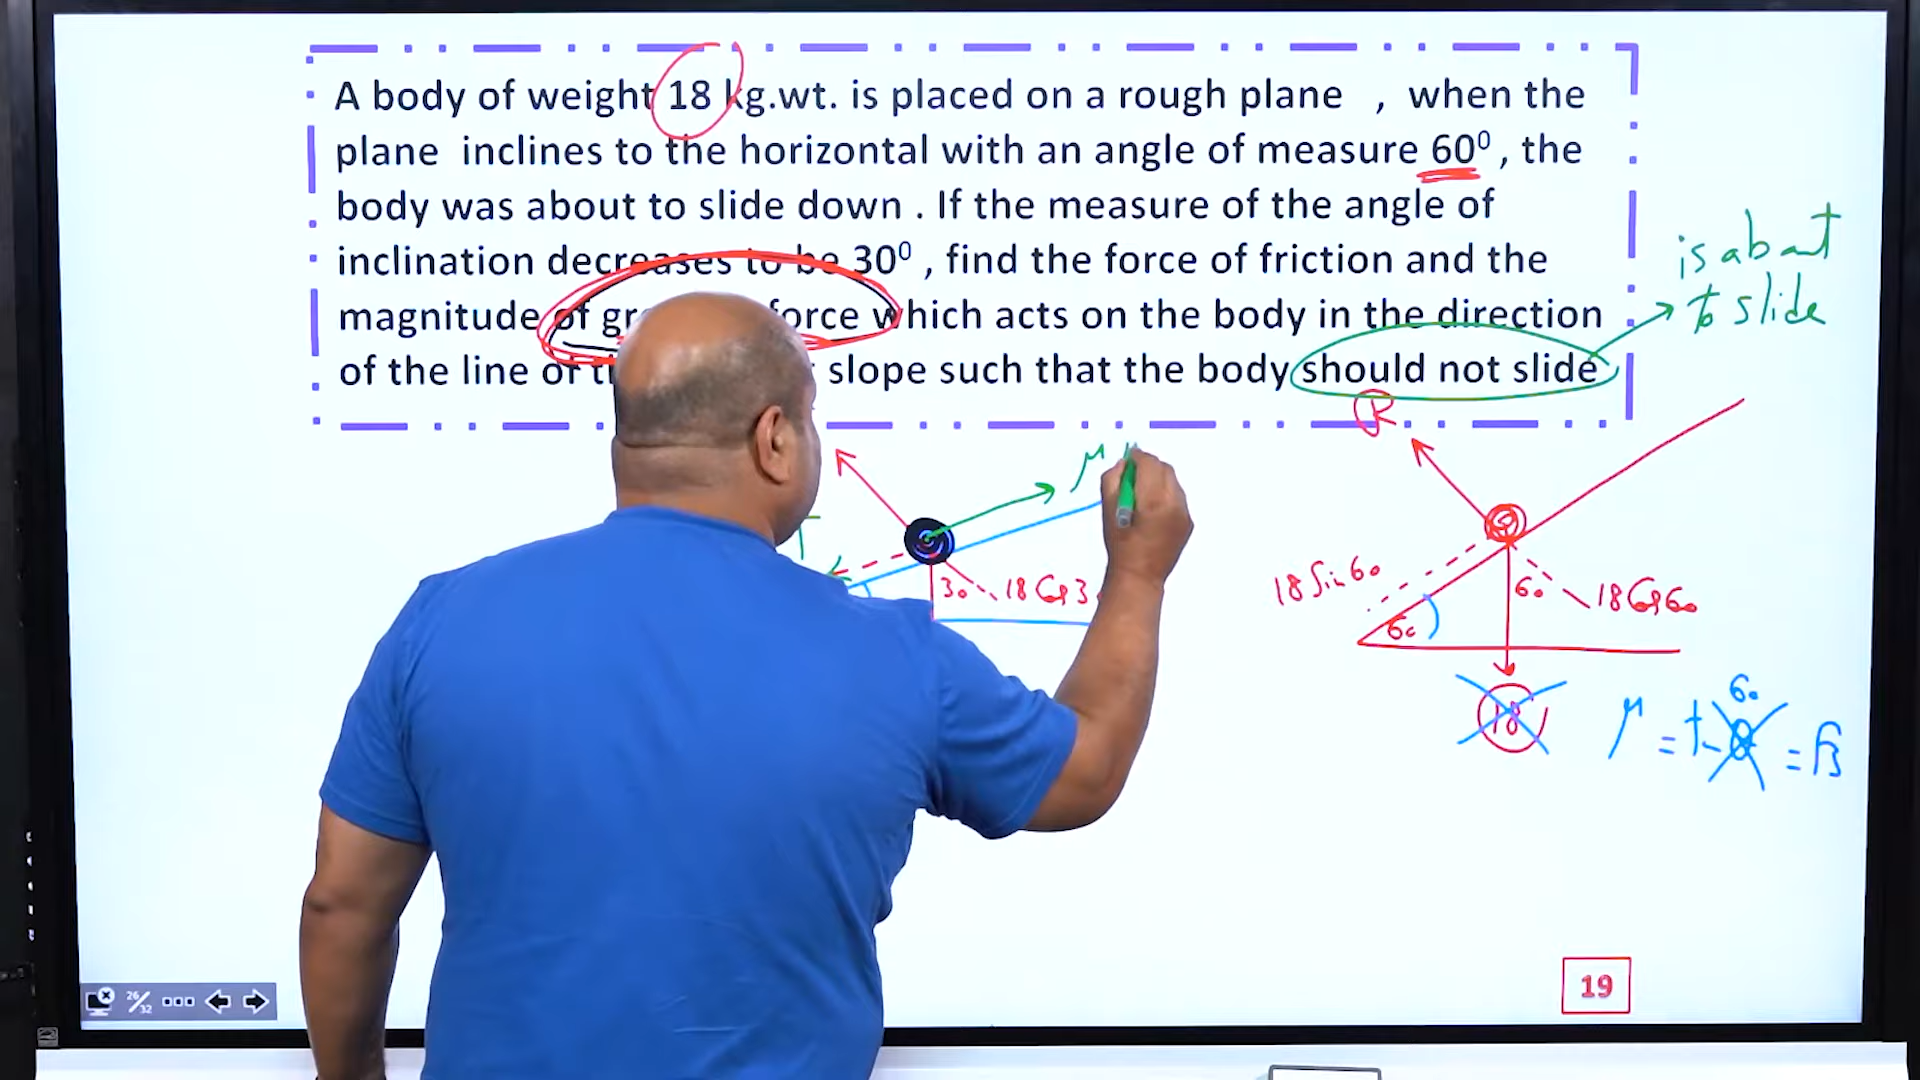 A body of weight 18 kg.wt. is placed on a rough plane , when the
plane inclines to the horizontal with an angle of measure 60⁰ , the
body was about to slide down . If the measure of the angle of
inclination decreases to be 30⁰ , find the force of friction and the
magnitude of force which acts on the body in the direction
of the line of slope such that the body should not slide
is about
to slide
R
μ
30
18 Cos 3
18 Sin 60
60
18 Cos 60
60
18
μ = tan 60 = √3
26/32
19